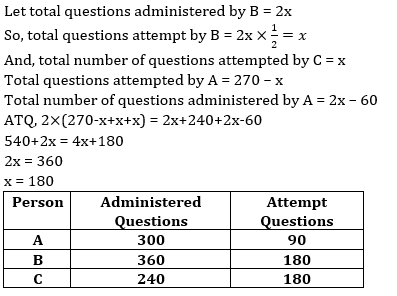 Let total questions administered by B = 2x
So, total questions attempt by B = 2x × 1/2 = x
And, total number of questions attempted by C = x
Total questions attempted by A = 270 – x
Total number of questions administered by A = 2x – 60
ATQ, 2×(270-x+x+x) = 2x+240+2x-60
540+2x = 4x+180
2x = 360
x = 180
Person Administered Questions Attempt Questions
A 300 90
B 360 180
C 240 180